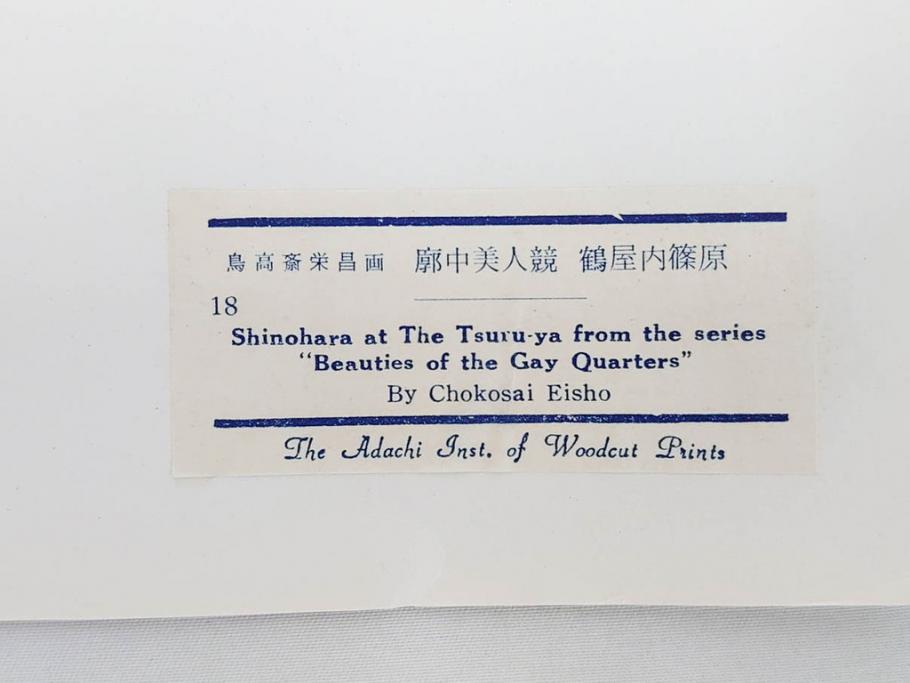 鳥高斎栄昌画 廓中美人競 鶴屋内篠原
18
Shinohara at The Tsuru-ya from the series
“Beauties of the Gay Quarters”
By Chokosai Eisho
The Adachi Inst. of Woodcut Prints